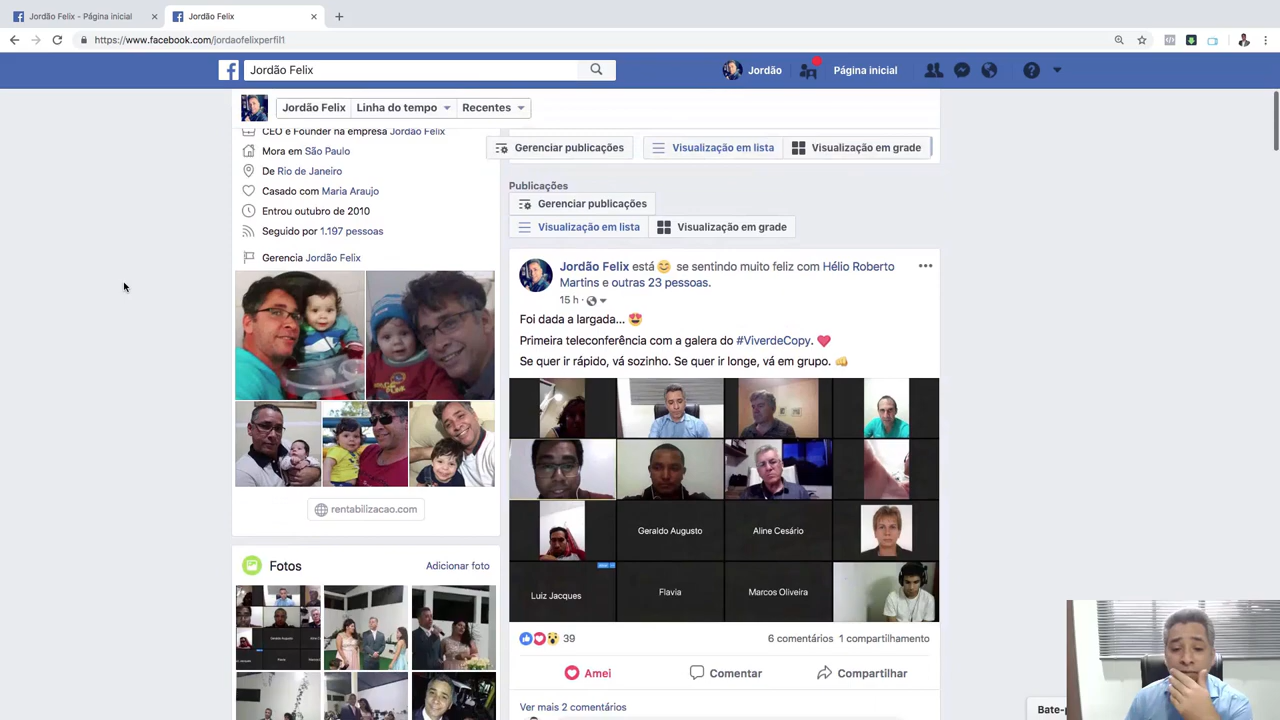 Jordão Felix - Página inicial
Jordão Felix
https://www.facebook.com/jordaofelixperfil1
Jordão Felix
Jordão
Página inicial
Jordão Felix
Linha do tempo
Recentes
CEO e Founder na empresa Jordão Felix
Mora em São Paulo
De Rio de Janeiro
Casado com Maria Araujo
Entrou outubro de 2010
Seguido por 1.197 pessoas
Gerencia Jordão Felix
rentabilizacao.com
Fotos
Adicionar foto
Gerenciar publicações
Visualização em lista
Visualização em grade
Publicações
Gerenciar publicações
Visualização em lista
Visualização em grade
Jordão Felix está 😊 se sentindo muito feliz com Hélio Roberto
Martins e outras 23 pessoas.
15 h ·
Foi dada a largada... 😍
Primeira teleconferência com a galera do #ViverdeCopy. ❤
Se quer ir rápido, vá sozinho. Se quer ir longe, vá em grupo. 👊
Geraldo Augusto
Aline Cesário
Luiz Jacques
Flavia
Marcos Oliveira
39
6 comentários 1 compartilhamento
Amei
Comentar
Compartilhar
Ver mais 2 comentários